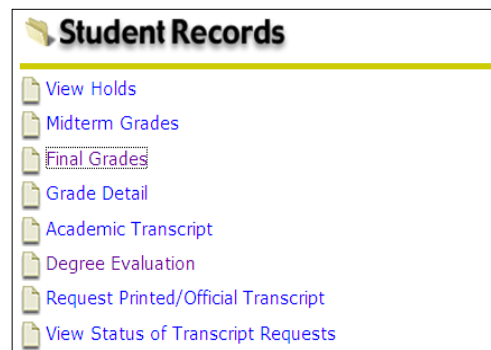 Student Records
View Holds
Midterm Grades
Final Grades
Grade Detail
Academic Transcript
Degree Evaluation
Request Printed/Official Transcript
View Status of Transcript Requests